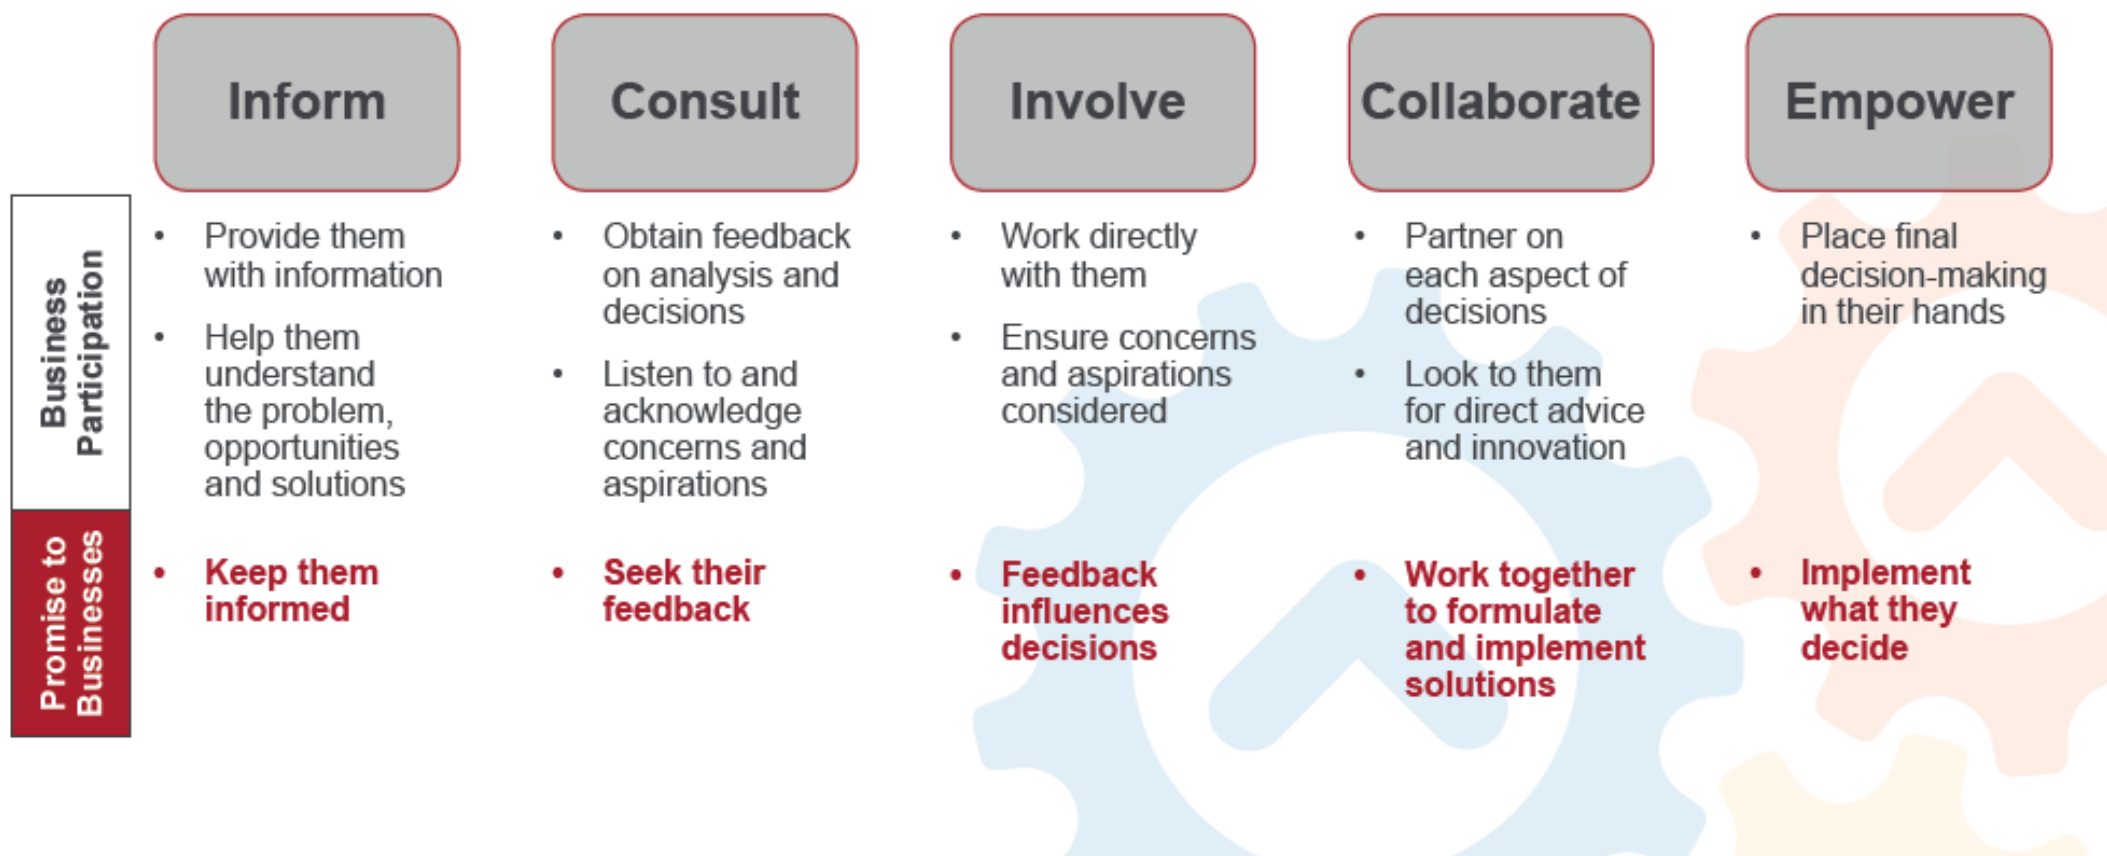 Inform
Consult
Involve
Collaborate
Empower
Business
Participation
• Provide them
with information
• Help them
understand
the problem,
opportunities
and solutions
• Obtain feedback
on analysis and
decisions
• Listen to and
acknowledge
concerns and
aspirations
• Work directly
with them
• Ensure concerns
and aspirations
considered
• Partner on
each aspect of
decisions
• Look to them
for direct advice
and innovation
• Place final
decision-making
in their hands
Promise to
Businesses
• Keep them
informed
• Seek their
feedback
• Feedback
influences
decisions
• Work together
to formulate
and implement
solutions
• Implement
what they
decide